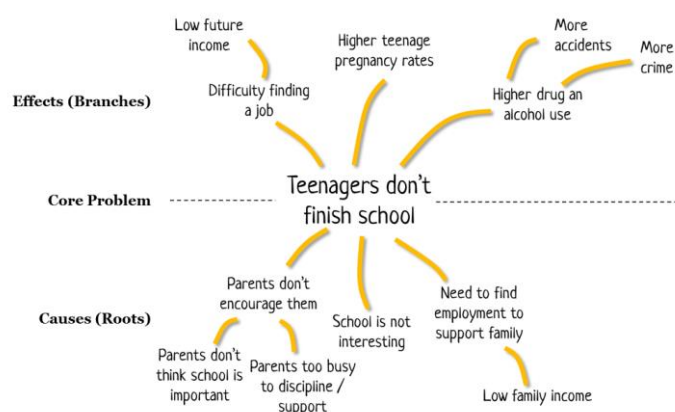 Low future
income
Higher teenage
pregnancy rates
More
accidents
More
crime
Effects (Branches)
Difficulty finding
a job
Higher drug an
alcohol use
Core Problem
Teenagers don't
finish school
Causes (Roots)
Parents don't
encourage them
School is not
interesting
Need to find
employment to
support family
Parents don't
think school is
important
Parents too busy
to discipline /
support
Low family income